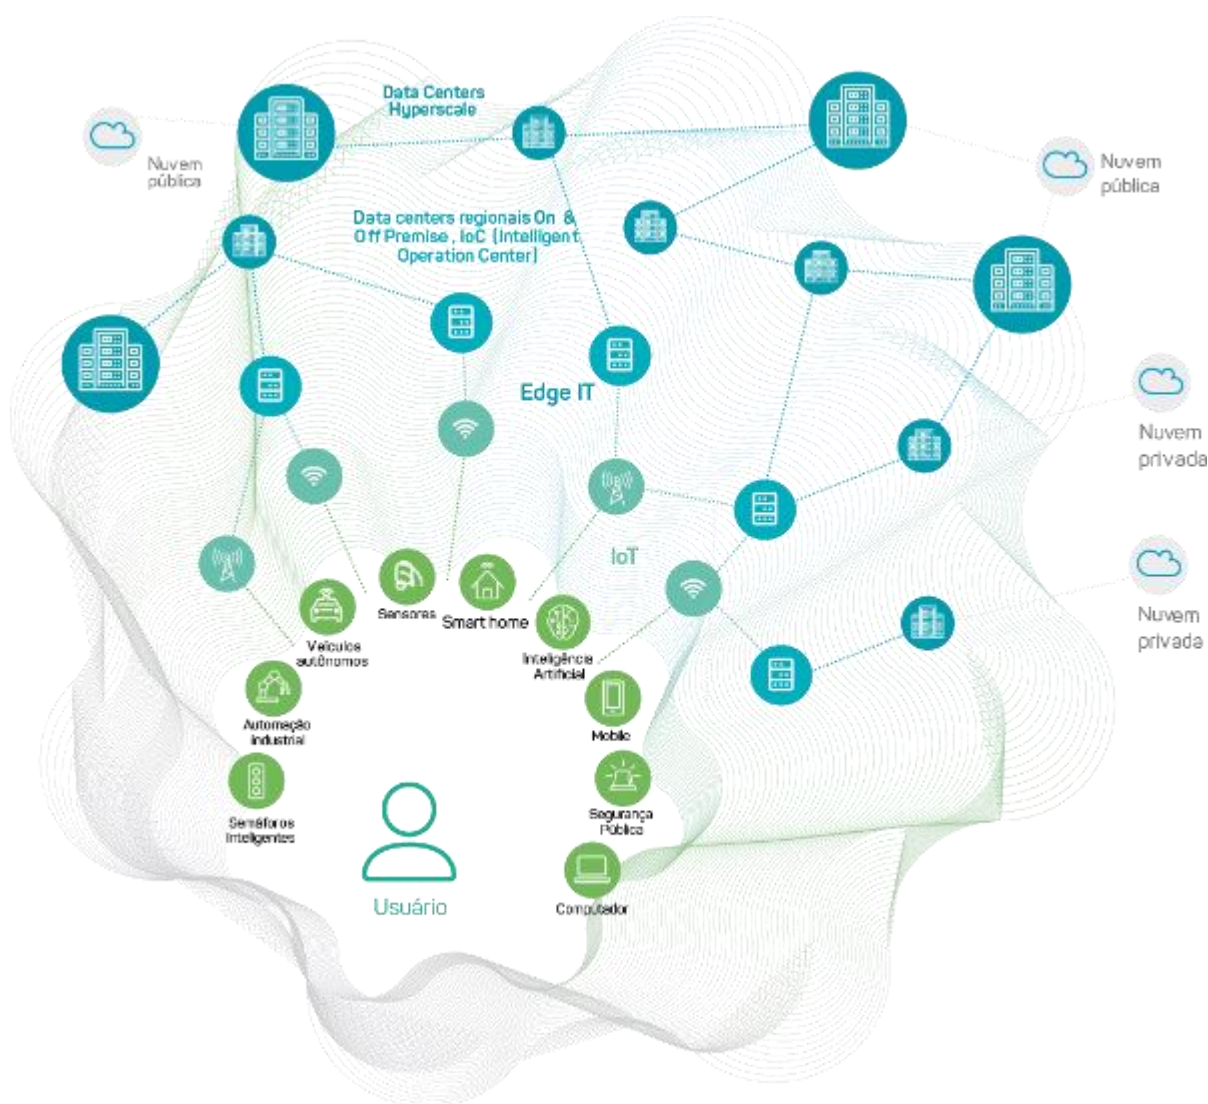 Data Centers
Hyperscale
Nuvem
pública
Nuvem
pública
Data centers regionais On &
Off Premise, IoC (Intelligent
Operation Center)
Edge IT
Nuvem
privada
IoT
Sensores
Smart home
Nuvem
privada
Veículos
autônomos
Inteligência
Artificial
Automação
industrial
Mobile
Semáforos
Inteligentes
Segurança
Pública
Usuário
Compútador